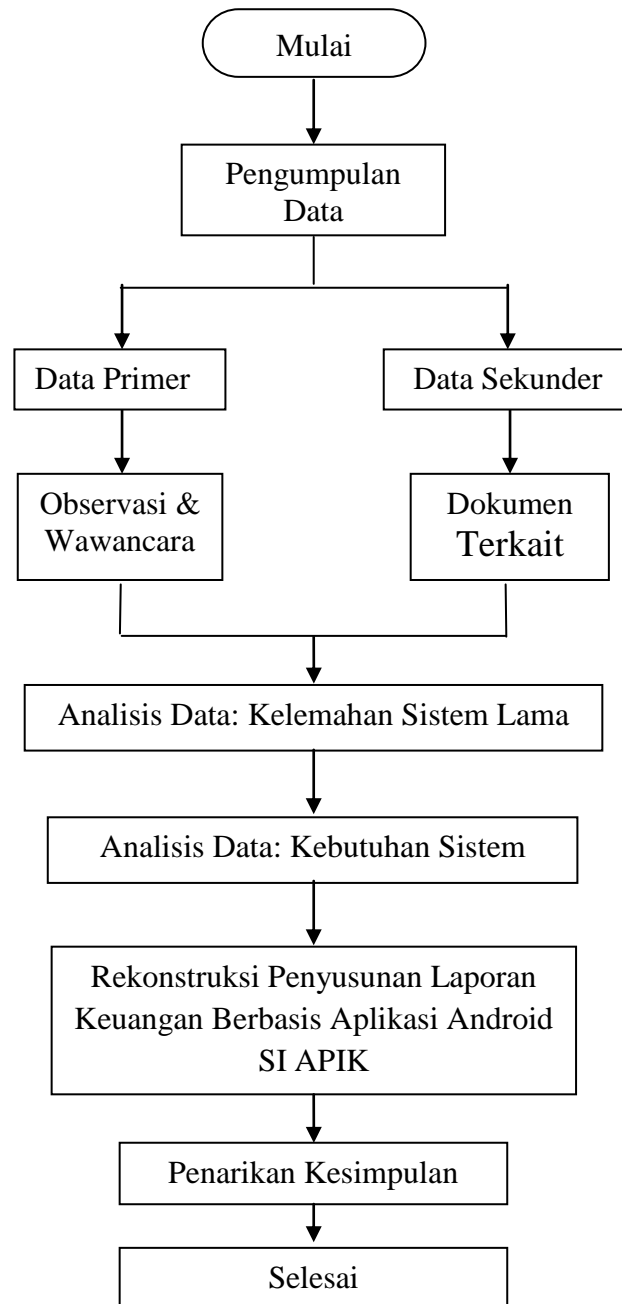 Mulai
Pengumpulan
Data
Data Primer
Data Sekunder
Observasi &
Wawancara
Dokumen
Terkait
Analisis Data: Kelemahan Sistem Lama
Analisis Data: Kebutuhan Sistem
Rekonstruksi Penyusunan Laporan
Keuangan Berbasis Aplikasi Android
SI APIK
Penarikan Kesimpulan
Selesai